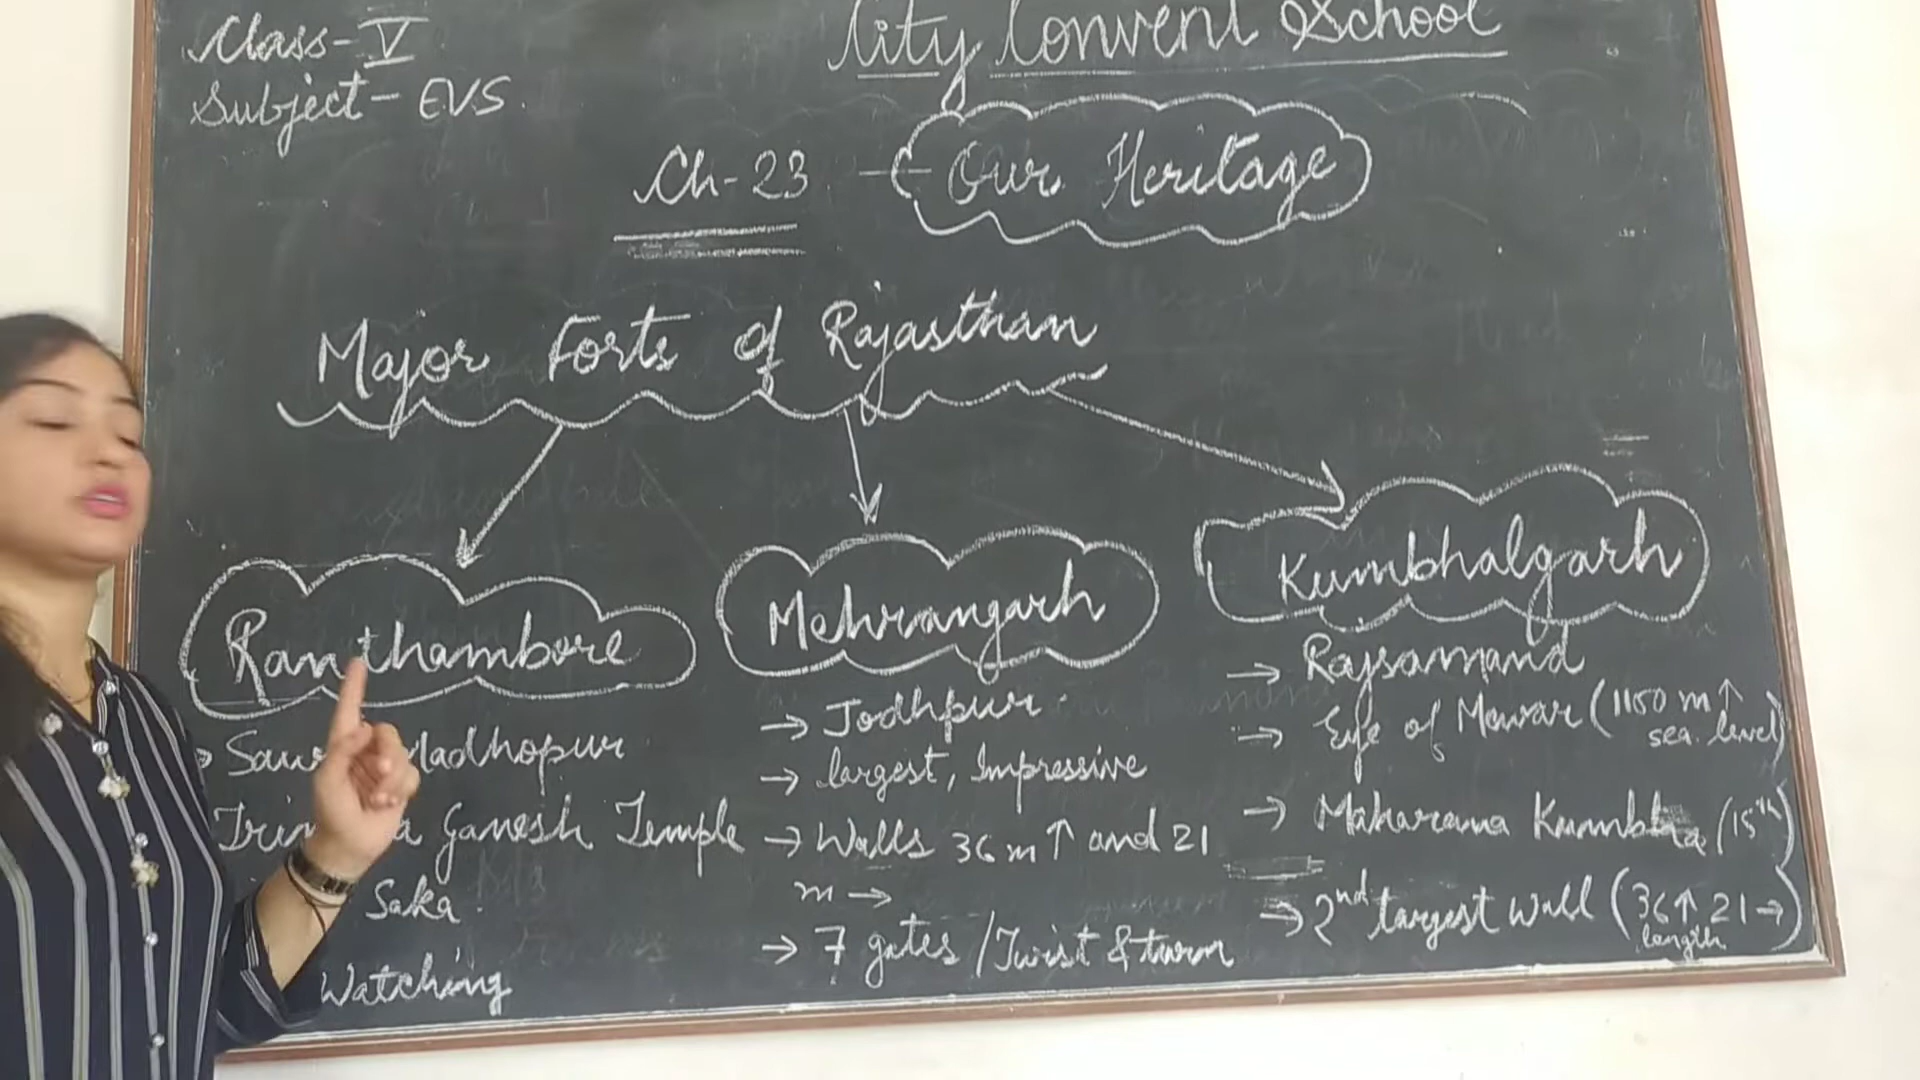 Class - V
Subject - EVS.
City Convent School
Ch-23 - Our Heritage
Major Forts of Rajasthan
Ranthambore
Madhopur
Ganesh Temple
Saka.
Watching
Mehrangarh
→ Jodhpur.
→ largest, Impressive
→ Walls 36 m ↑ and 21
m →
→ 7 gates / Twist & turn
Kumbhalgarh
→ Rajsamand
→ Eye of Mewar (1150 m ↑
sea level)
→ Maharana Kumbha (15th)
→ 2nd largest Wall (36 ↑ 21 →)
length